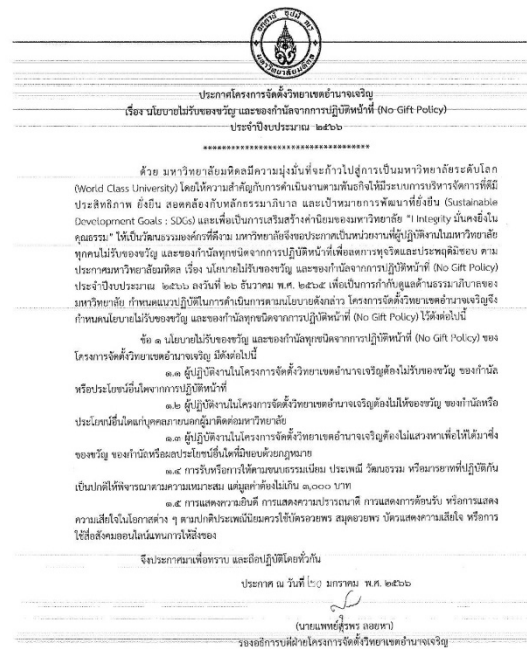 อตฺตานํ อุปมํ กเร
มหาวิทยาลัยมหิดล
ประกาศโครงการจัดตั้งวิทยาเขตอำนาจเจริญ
เรื่อง นโยบายไม่รับของขวัญ และของกำนัลจากการปฏิบัติหน้าที่ (No Gift Policy)
ประจำปีงบประมาณ ๒๕๖๖
************************************
ด้วย มหาวิทยาลัยมหิดลมีความมุ่งมั่นที่จะก้าวไปสู่การเป็นมหาวิทยาลัยระดับโลก
(World Class University) โดยให้ความสำคัญกับการดำเนินงานตามพันธกิจให้มีระบบการบริหารจัดการที่ดีมี
ประสิทธิภาพ ยั่งยืน สอดคล้องกับหลักธรรมาภิบาล และเป้าหมายการพัฒนาที่ยั่งยืน (Sustainable
Development Goals : SDGs) และเพื่อเป็นการเสริมสร้างค่านิยมของมหาวิทยาลัย "I Integrity มั่นคงยิ่งใน
คุณธรรม" ให้เป็นวัฒนธรรมองค์กรที่ดีงาม มหาวิทยาลัยจึงขอประกาศเป็นหน่วยงานที่ผู้ปฏิบัติงานในมหาวิทยาลัย
ทุกคนไม่รับของขวัญ และของกำนัลทุกชนิดจากการปฏิบัติหน้าที่เพื่อลดการทุจริตและประพฤติมิชอบ ตาม
ประกาศมหาวิทยาลัยมหิดล เรื่อง นโยบายไม่รับของขวัญ และของกำนัลจากการปฏิบัติหน้าที่ (No Gift Policy)
ประจำปีงบประมาณ ๒๕๖๖ ลงวันที่ ๒๖ ธันวาคม พ.ศ. ๒๕๖๕ เพื่อเป็นการกำกับดูแลด้านธรรมาภิบาลของ
มหาวิทยาลัย กำหนดแนวปฏิบัติในการดำเนินการตามนโยบายดังกล่าว โครงการจัดตั้งวิทยาเขตอำนาจเจริญจึง
กำหนดนโยบายไม่รับของขวัญ และของกำนัลทุกชนิดจากการปฏิบัติหน้าที่ (No Gift Policy) ไว้ดังต่อไปนี้
ข้อ ๑ นโยบายไม่รับของขวัญ และของกำนัลทุกชนิดจากการปฏิบัติหน้าที่ (No Gift Policy) ของ
โครงการจัดตั้งวิทยาเขตอำนาจเจริญ มีดังต่อไปนี้
๑.๑ ผู้ปฏิบัติงานในโครงการจัดตั้งวิทยาเขตอำนาจเจริญต้องไม่รับของขวัญ ของกำนัล
หรือประโยชน์อื่นใดจากการปฏิบัติหน้าที่
๑.๒ ผู้ปฏิบัติงานในโครงการจัดตั้งวิทยาเขตอำนาจเจริญต้องไม่ให้ของขวัญ ของกำนัลหรือ
ประโยชน์อื่นใดแก่บุคคลภายนอกผู้มาติดต่อมหาวิทยาลัย
๑.๓ ผู้ปฏิบัติงานในโครงการจัดตั้งวิทยาเขตอำนาจเจริญต้องไม่แสวงหาเพื่อให้ได้มาซึ่ง
ของขวัญ ของกำนัลหรือผลประโยชน์อื่นใดที่มิชอบด้วยกฎหมาย
๑.๔ การรับหรือการให้ตามขนบธรรมเนียม ประเพณี วัฒนธรรม หรือมารยาทที่ปฏิบัติกัน
เป็นปกติให้พิจารณาตามความเหมาะสม แต่มูลค่าต้องไม่เกิน ๓,๐๐๐ บาท
๑.๕ การแสดงความยินดี การแสดงความปรารถนาดี การแสดงการต้อนรับ หรือการแสดง
ความเสียใจในโอกาสต่าง ๆ ตามปกติประเพณีนิยมควรใช้บัตรอวยพร สมุดอวยพร บัตรแสดงความเสียใจ หรือการ
ใช้สื่อสังคมออนไลน์แทนการให้สิ่งของ
จึงประกาศมาเพื่อทราบ และถือปฏิบัติโดยทั่วกัน
ประกาศ ณ วันที่ ๒๐ มกราคม พ.ศ. ๒๕๖๖
(นายแพทย์สุรพร ลอยหา)
รองอธิการบดีฝ่ายโครงการจัดตั้งวิทยาเขตอำนาจเจริญ